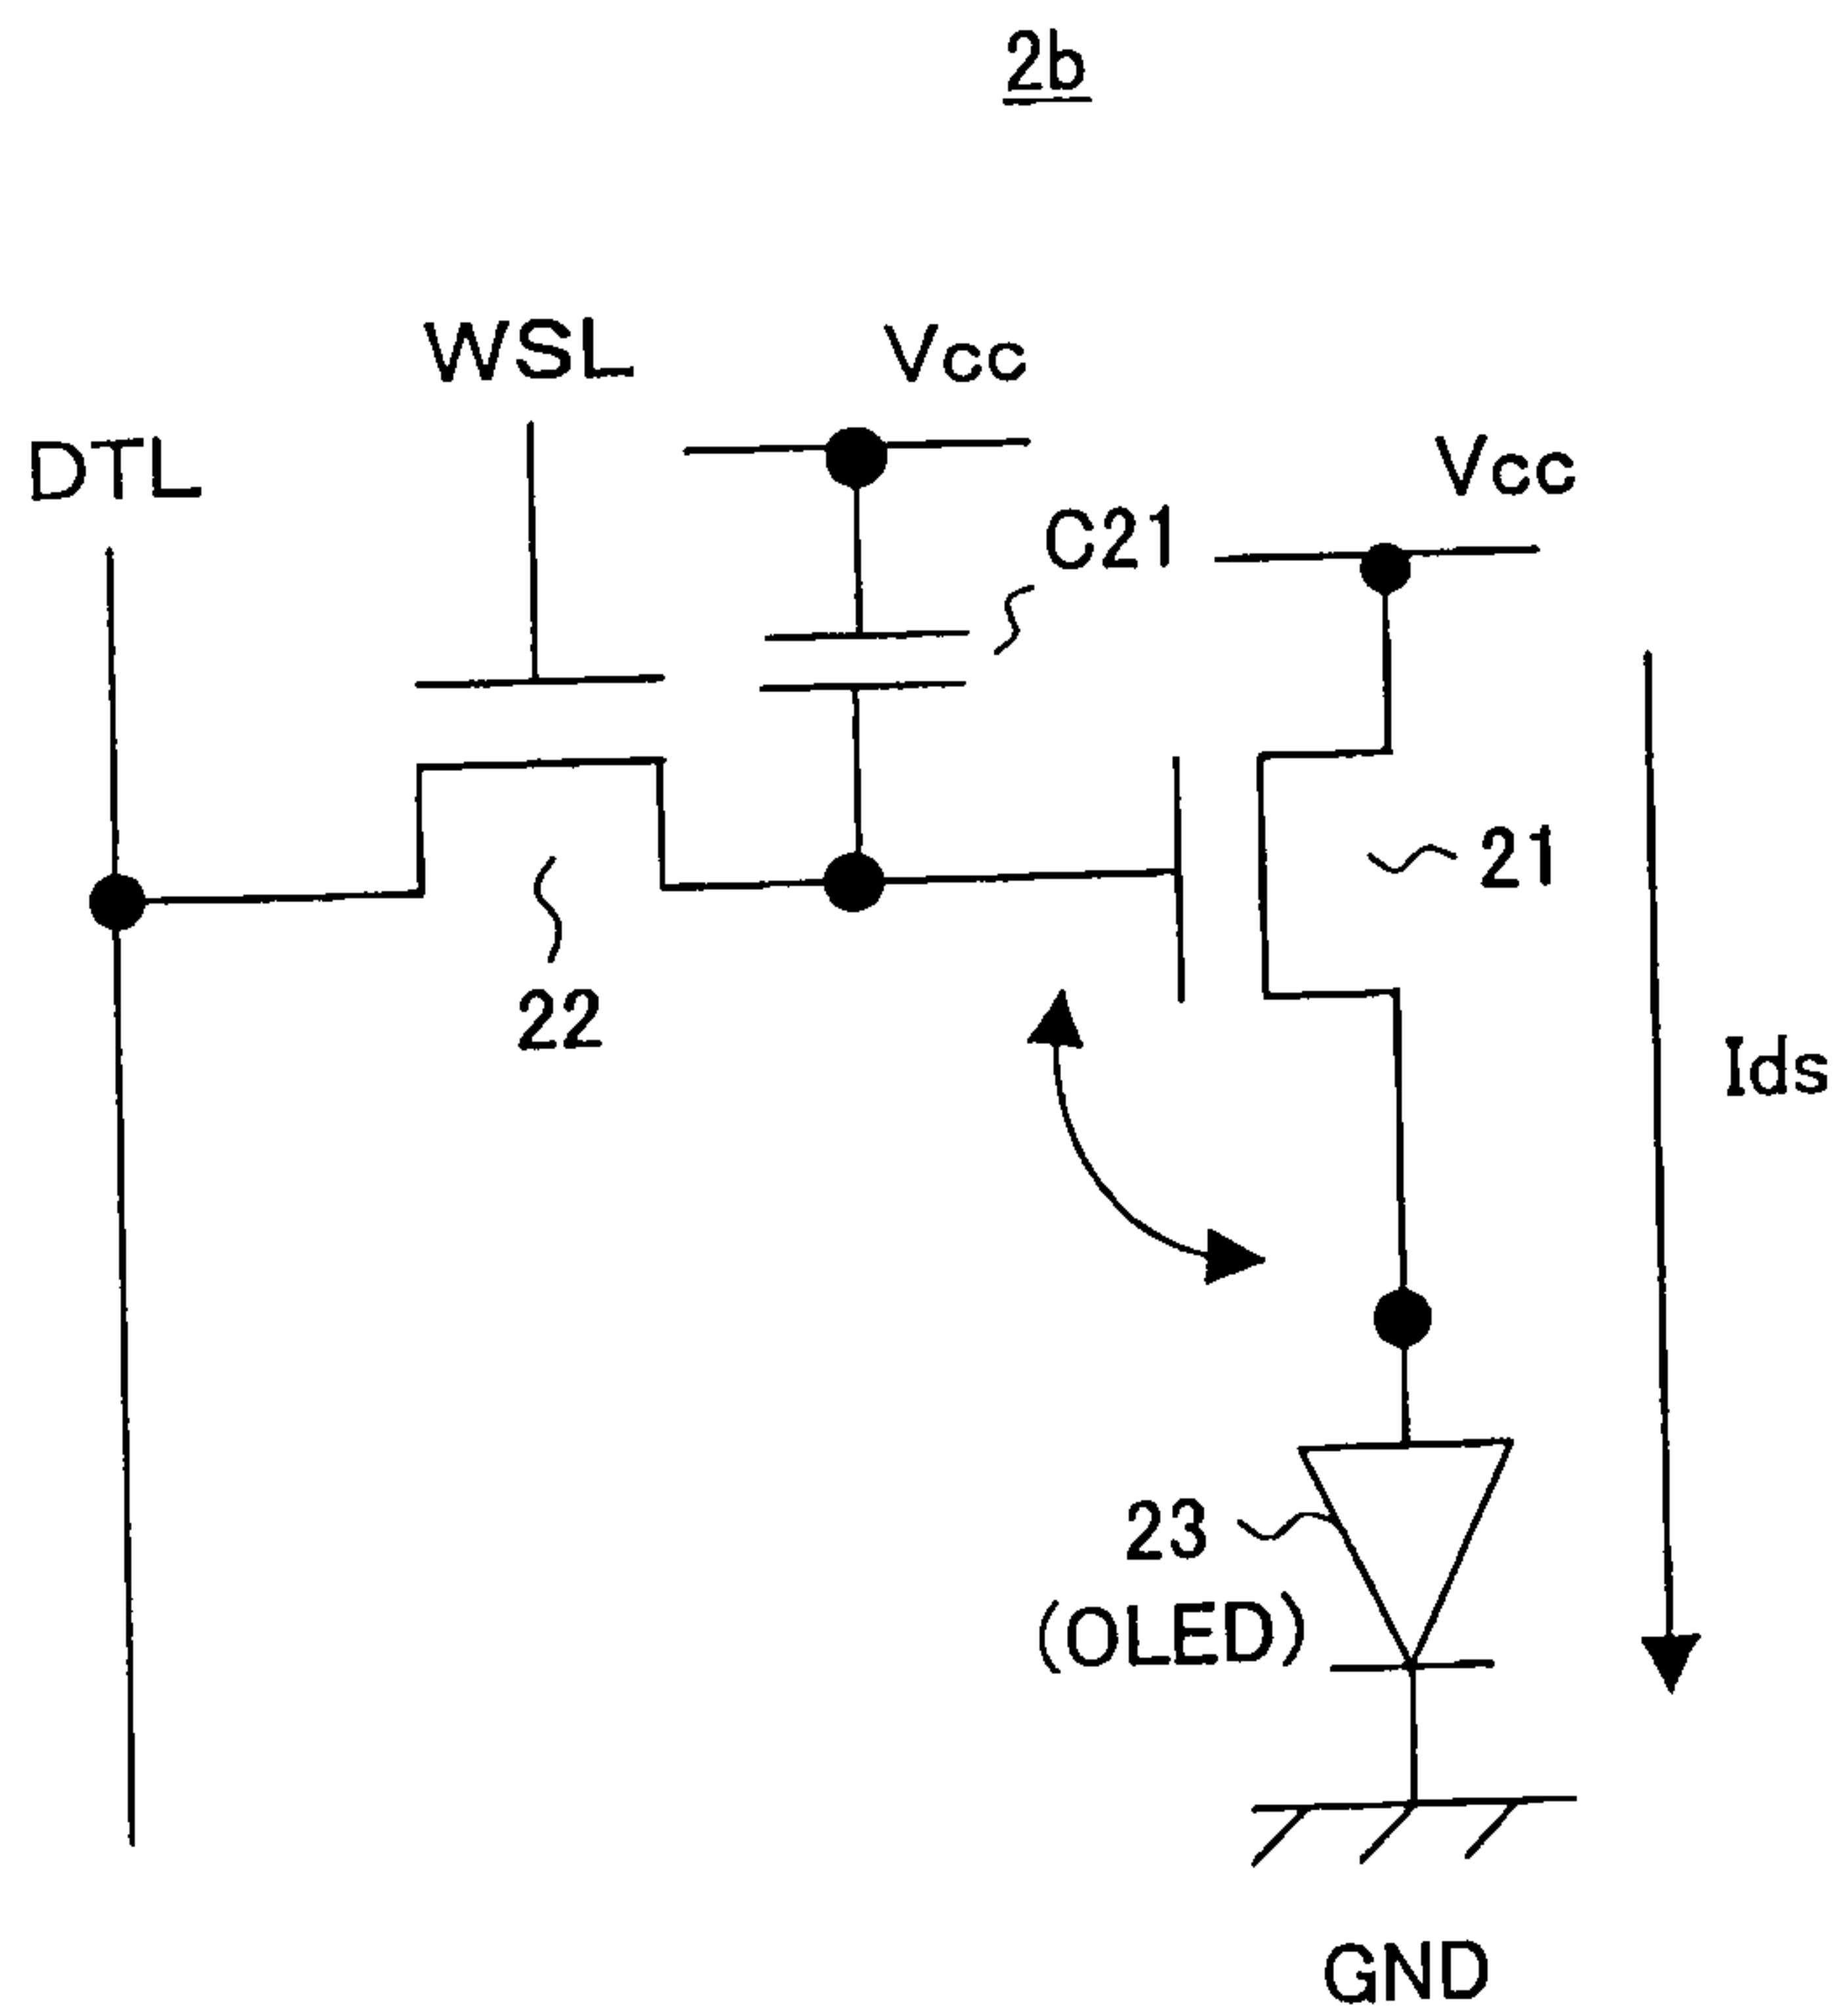 2b
WSL
Vcc
DTL
Vcc
C21
21
22
Ids
23
(OLED)
GND